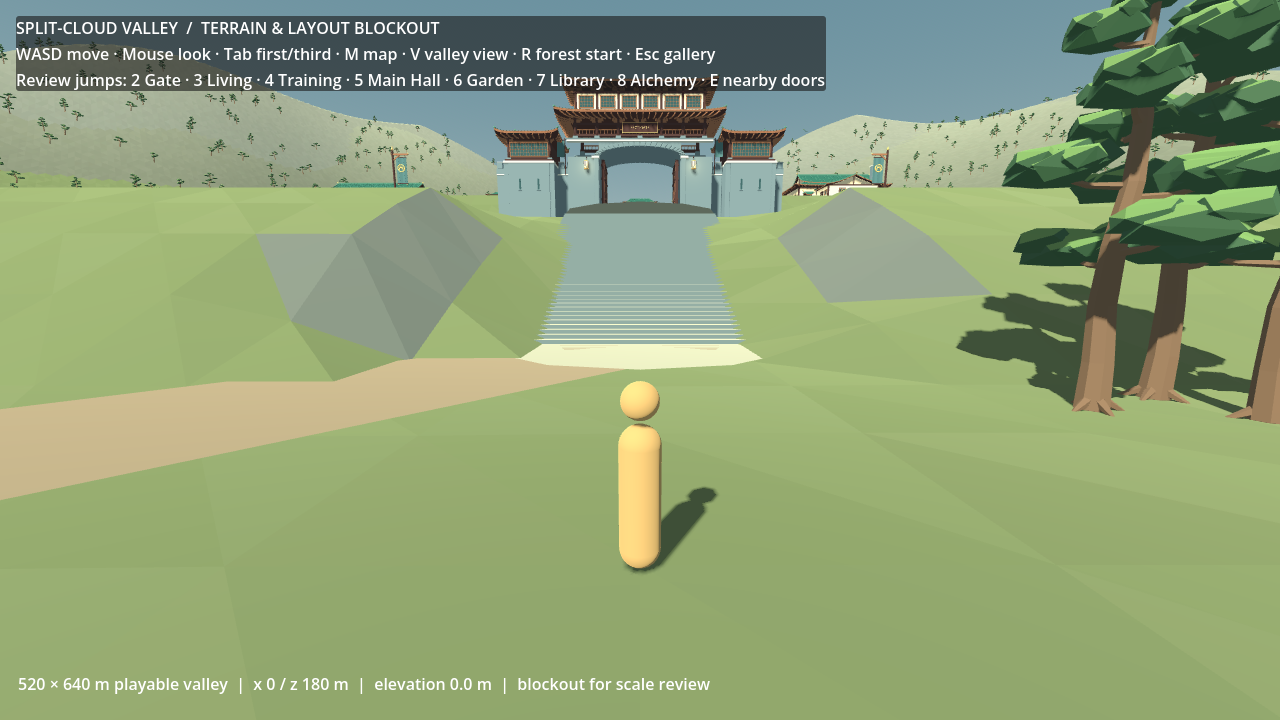 SPLIT-CLOUD VALLEY / TERRAIN & LAYOUT BLOCKOUT
WASD move · Mouse look · Tab first/third · M map · V valley view · R forest start · Esc gallery
Review jumps: 2 Gate · 3 Living · 4 Training · 5 Main Hall · 6 Garden · 7 Library · 8 Alchemy · E nearby doors
520 × 640 m playable valley | x 0 / z 180 m | elevation 0.0 m | blockout for scale review